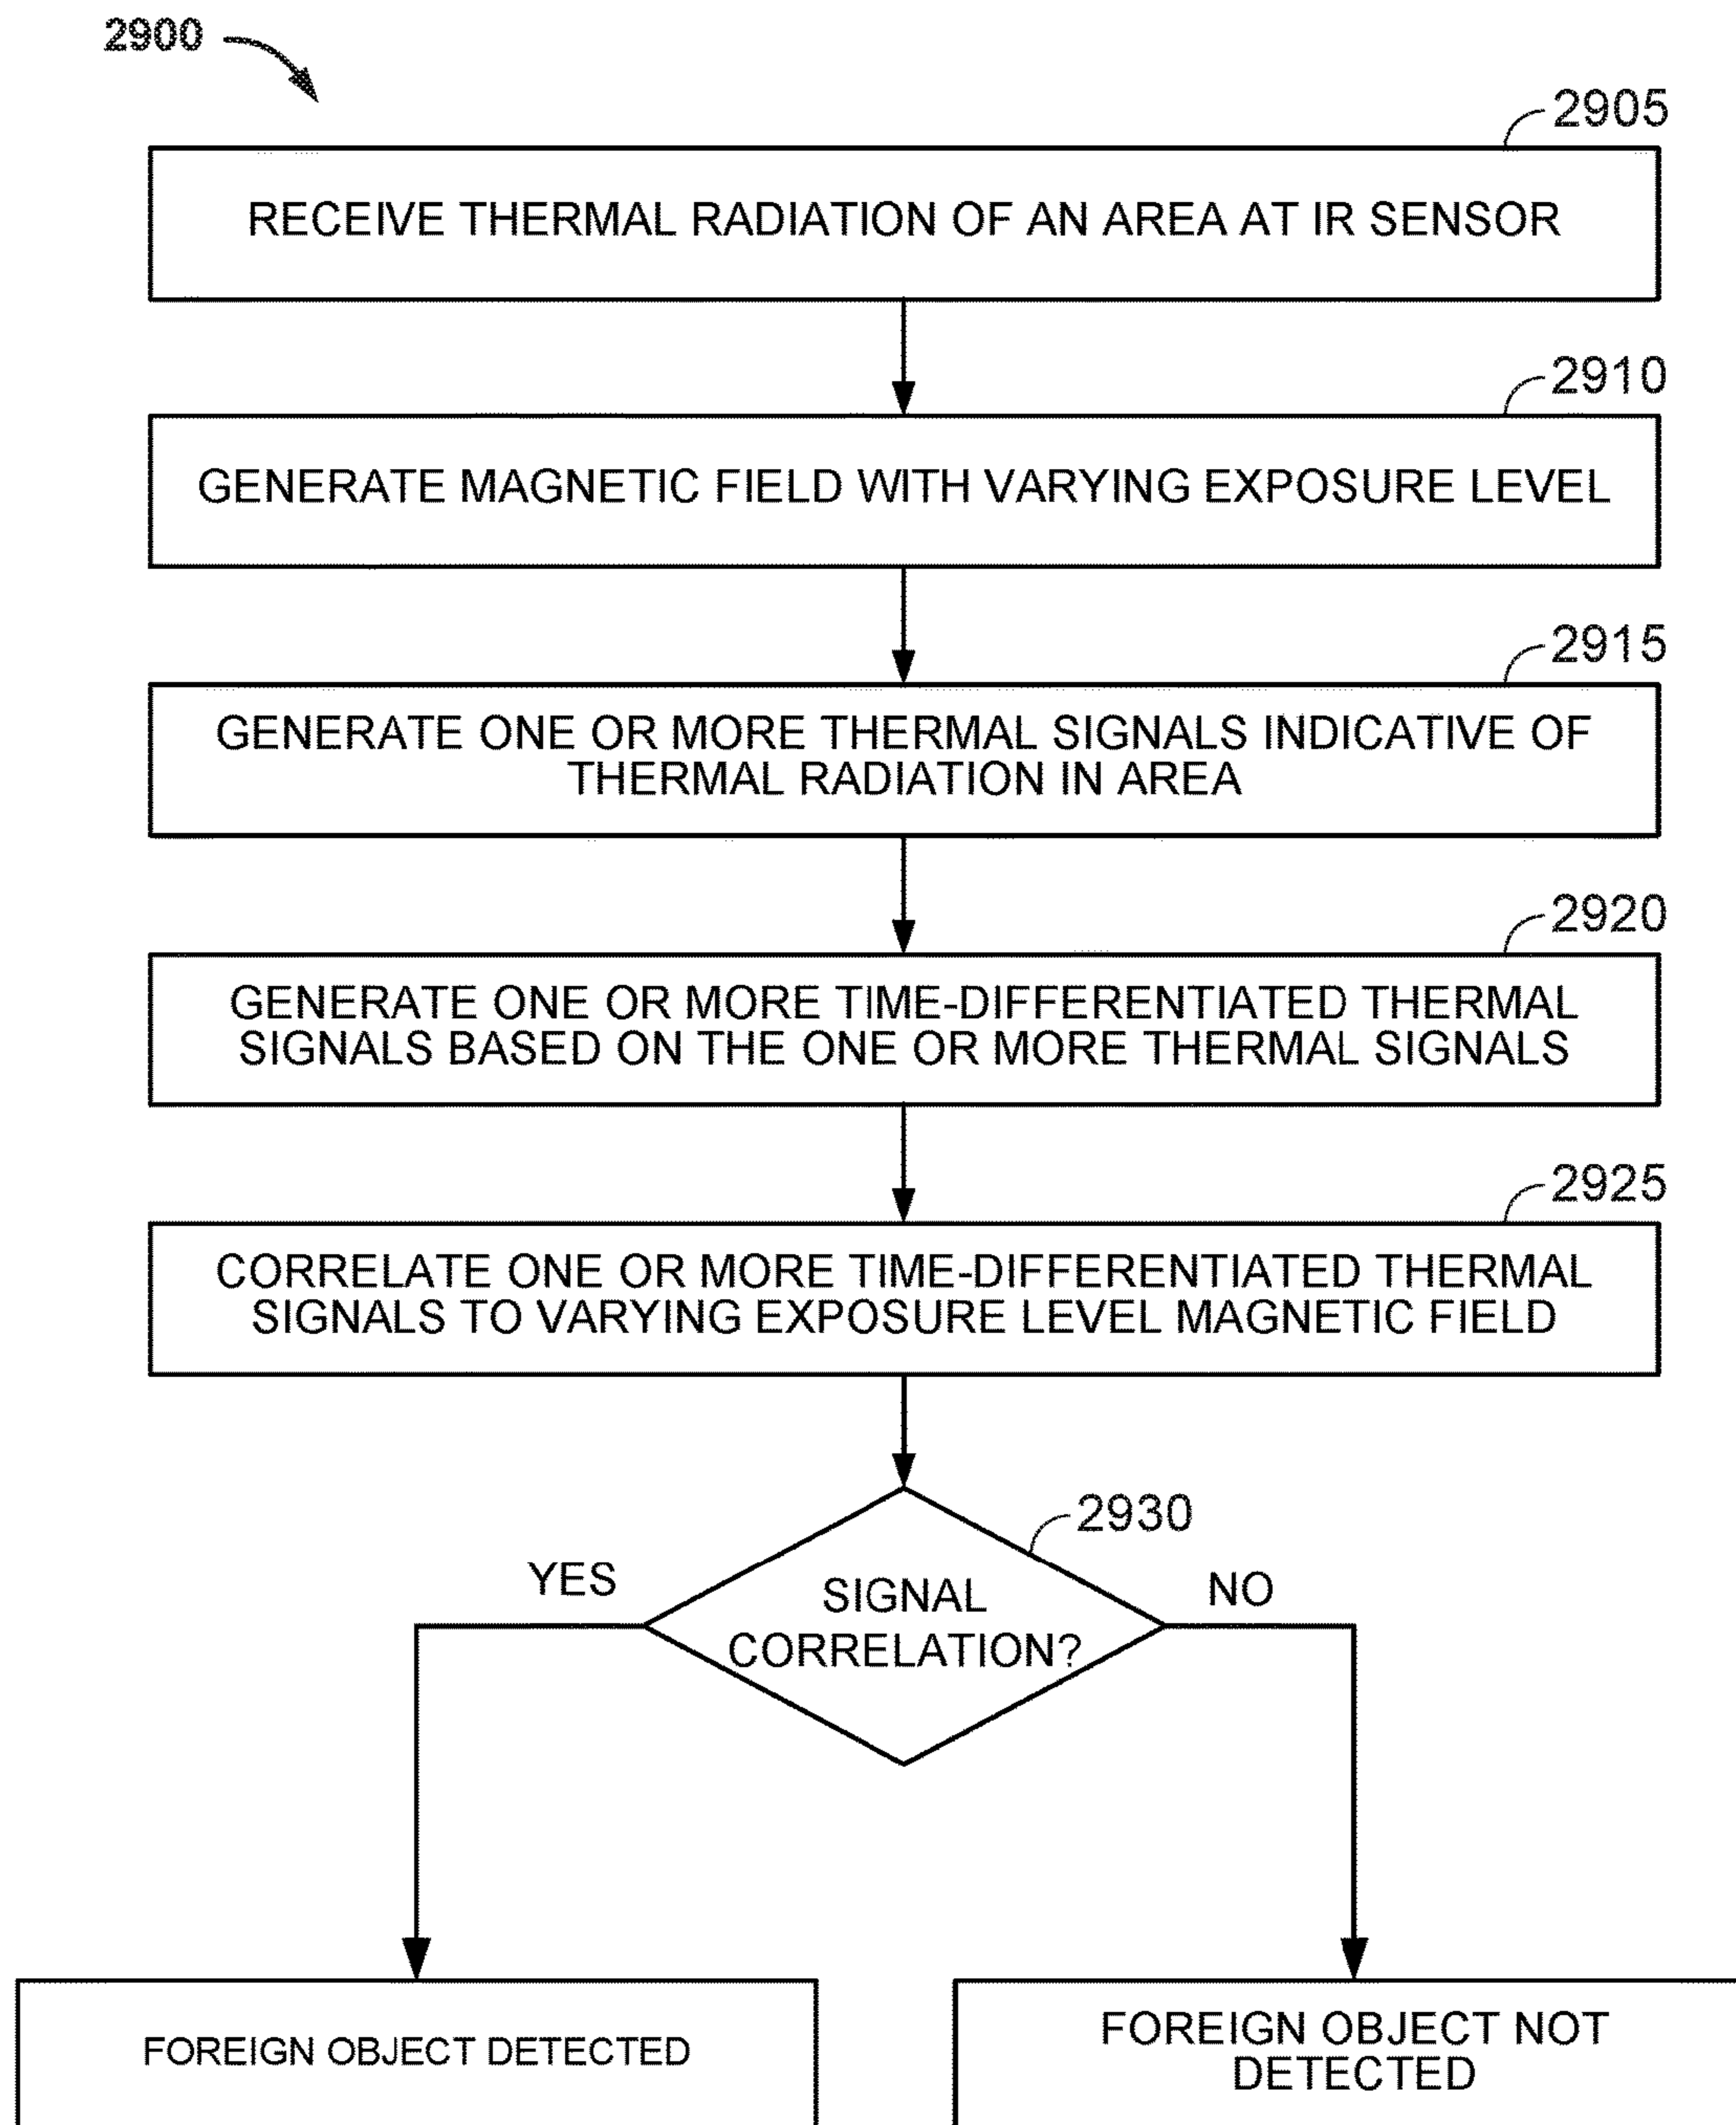 2900
2905
RECEIVE THERMAL RADIATION OF AN AREA AT IR SENSOR
2910
GENERATE MAGNETIC FIELD WITH VARYING EXPOSURE LEVEL
2915
GENERATE ONE OR MORE THERMAL SIGNALS INDICATIVE OF
THERMAL RADIATION IN AREA
2920
GENERATE ONE OR MORE TIME-DIFFERENTIATED THERMAL
SIGNALS BASED ON THE ONE OR MORE THERMAL SIGNALS
2925
CORRELATE ONE OR MORE TIME-DIFFERENTIATED THERMAL
SIGNALS TO VARYING EXPOSURE LEVEL MAGNETIC FIELD
2930
YES
SIGNAL
CORRELATION?
NO
FOREIGN OBJECT DETECTED
FOREIGN OBJECT NOT
DETECTED